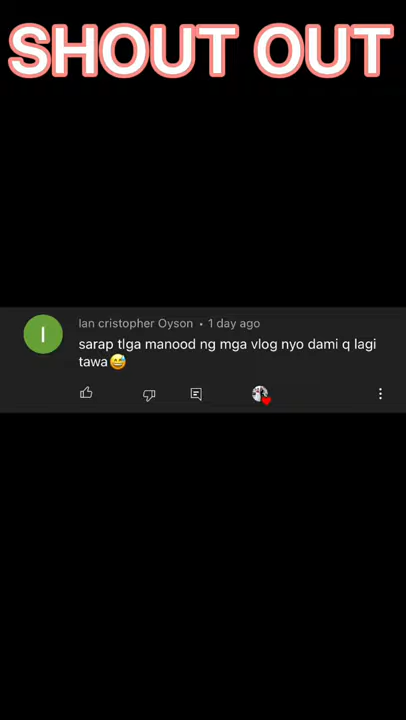 SHOUT OUT
I
Ian cristopher Oyson • 1 day ago
sarap tlga manood ng mga vlog nyo dami q lagi
tawa😅